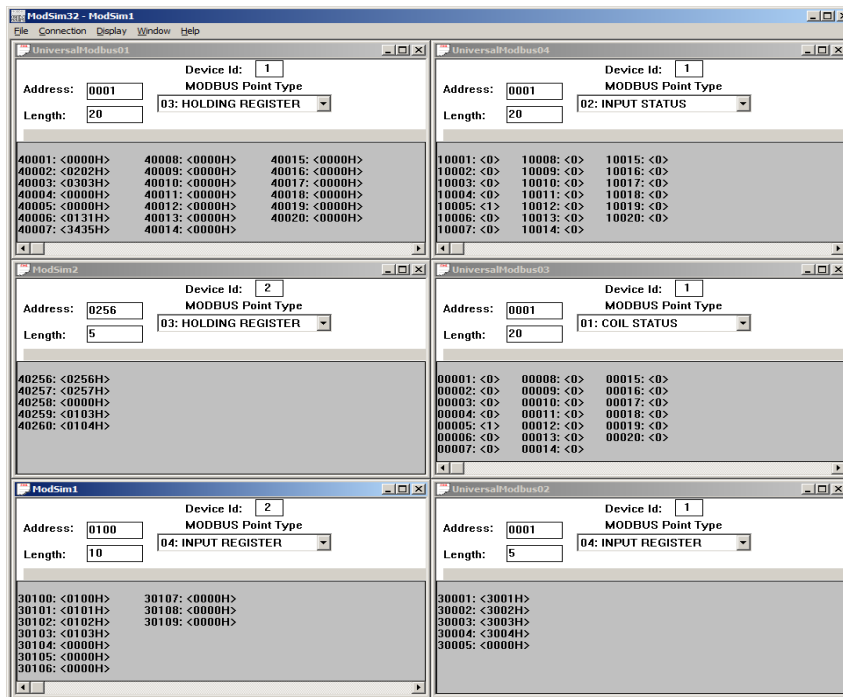 ModSim32 - ModSim1
File Connection Display Window Help
UniversalModbus01
Device Id: 1
Address: 0001
MODBUS Point Type
03: HOLDING REGISTER
Length: 20
40001: <0000H> 40008: <0000H> 40015: <0000H>
40002: <0202H> 40009: <0000H> 40016: <0000H>
40003: <0303H> 40010: <0000H> 40017: <0000H>
40004: <0000H> 40011: <0000H> 40018: <0000H>
40005: <0000H> 40012: <0000H> 40019: <0000H>
40006: <0131H> 40013: <0000H> 40020: <0000H>
40007: <3435H> 40014: <0000H>
UniversalModbus04
Device Id: 1
Address: 0001
MODBUS Point Type
02: INPUT STATUS
Length: 20
10001: <0> 10008: <0> 10015: <0>
10002: <0> 10009: <0> 10016: <0>
10003: <0> 10010: <0> 10017: <0>
10004: <0> 10011: <0> 10018: <0>
10005: <1> 10012: <0> 10019: <0>
10006: <0> 10013: <0> 10020: <0>
10007: <0> 10014: <0>
ModSim2
Device Id: 2
Address: 0256
MODBUS Point Type
03: HOLDING REGISTER
Length: 5
40256: <0256H>
40257: <0257H>
40258: <0000H>
40259: <0103H>
40260: <0104H>
UniversalModbus03
Device Id: 1
Address: 0001
MODBUS Point Type
01: COIL STATUS
Length: 20
00001: <0> 00008: <0> 00015: <0>
00002: <0> 00009: <0> 00016: <0>
00003: <0> 00010: <0> 00017: <0>
00004: <0> 00011: <0> 00018: <0>
00005: <1> 00012: <0> 00019: <0>
00006: <0> 00013: <0> 00020: <0>
00007: <0> 00014: <0>
ModSim1
Device Id: 2
Address: 0100
MODBUS Point Type
04: INPUT REGISTER
Length: 10
30100: <0100H> 30107: <0000H>
30101: <0101H> 30108: <0000H>
30102: <0102H> 30109: <0000H>
30103: <0103H>
30104: <0000H>
30105: <0000H>
30106: <0000H>
UniversalModbus02
Device Id: 1
Address: 0001
MODBUS Point Type
04: INPUT REGISTER
Length: 5
30001: <3001H>
30002: <3002H>
30003: <3003H>
30004: <3004H>
30005: <0000H>